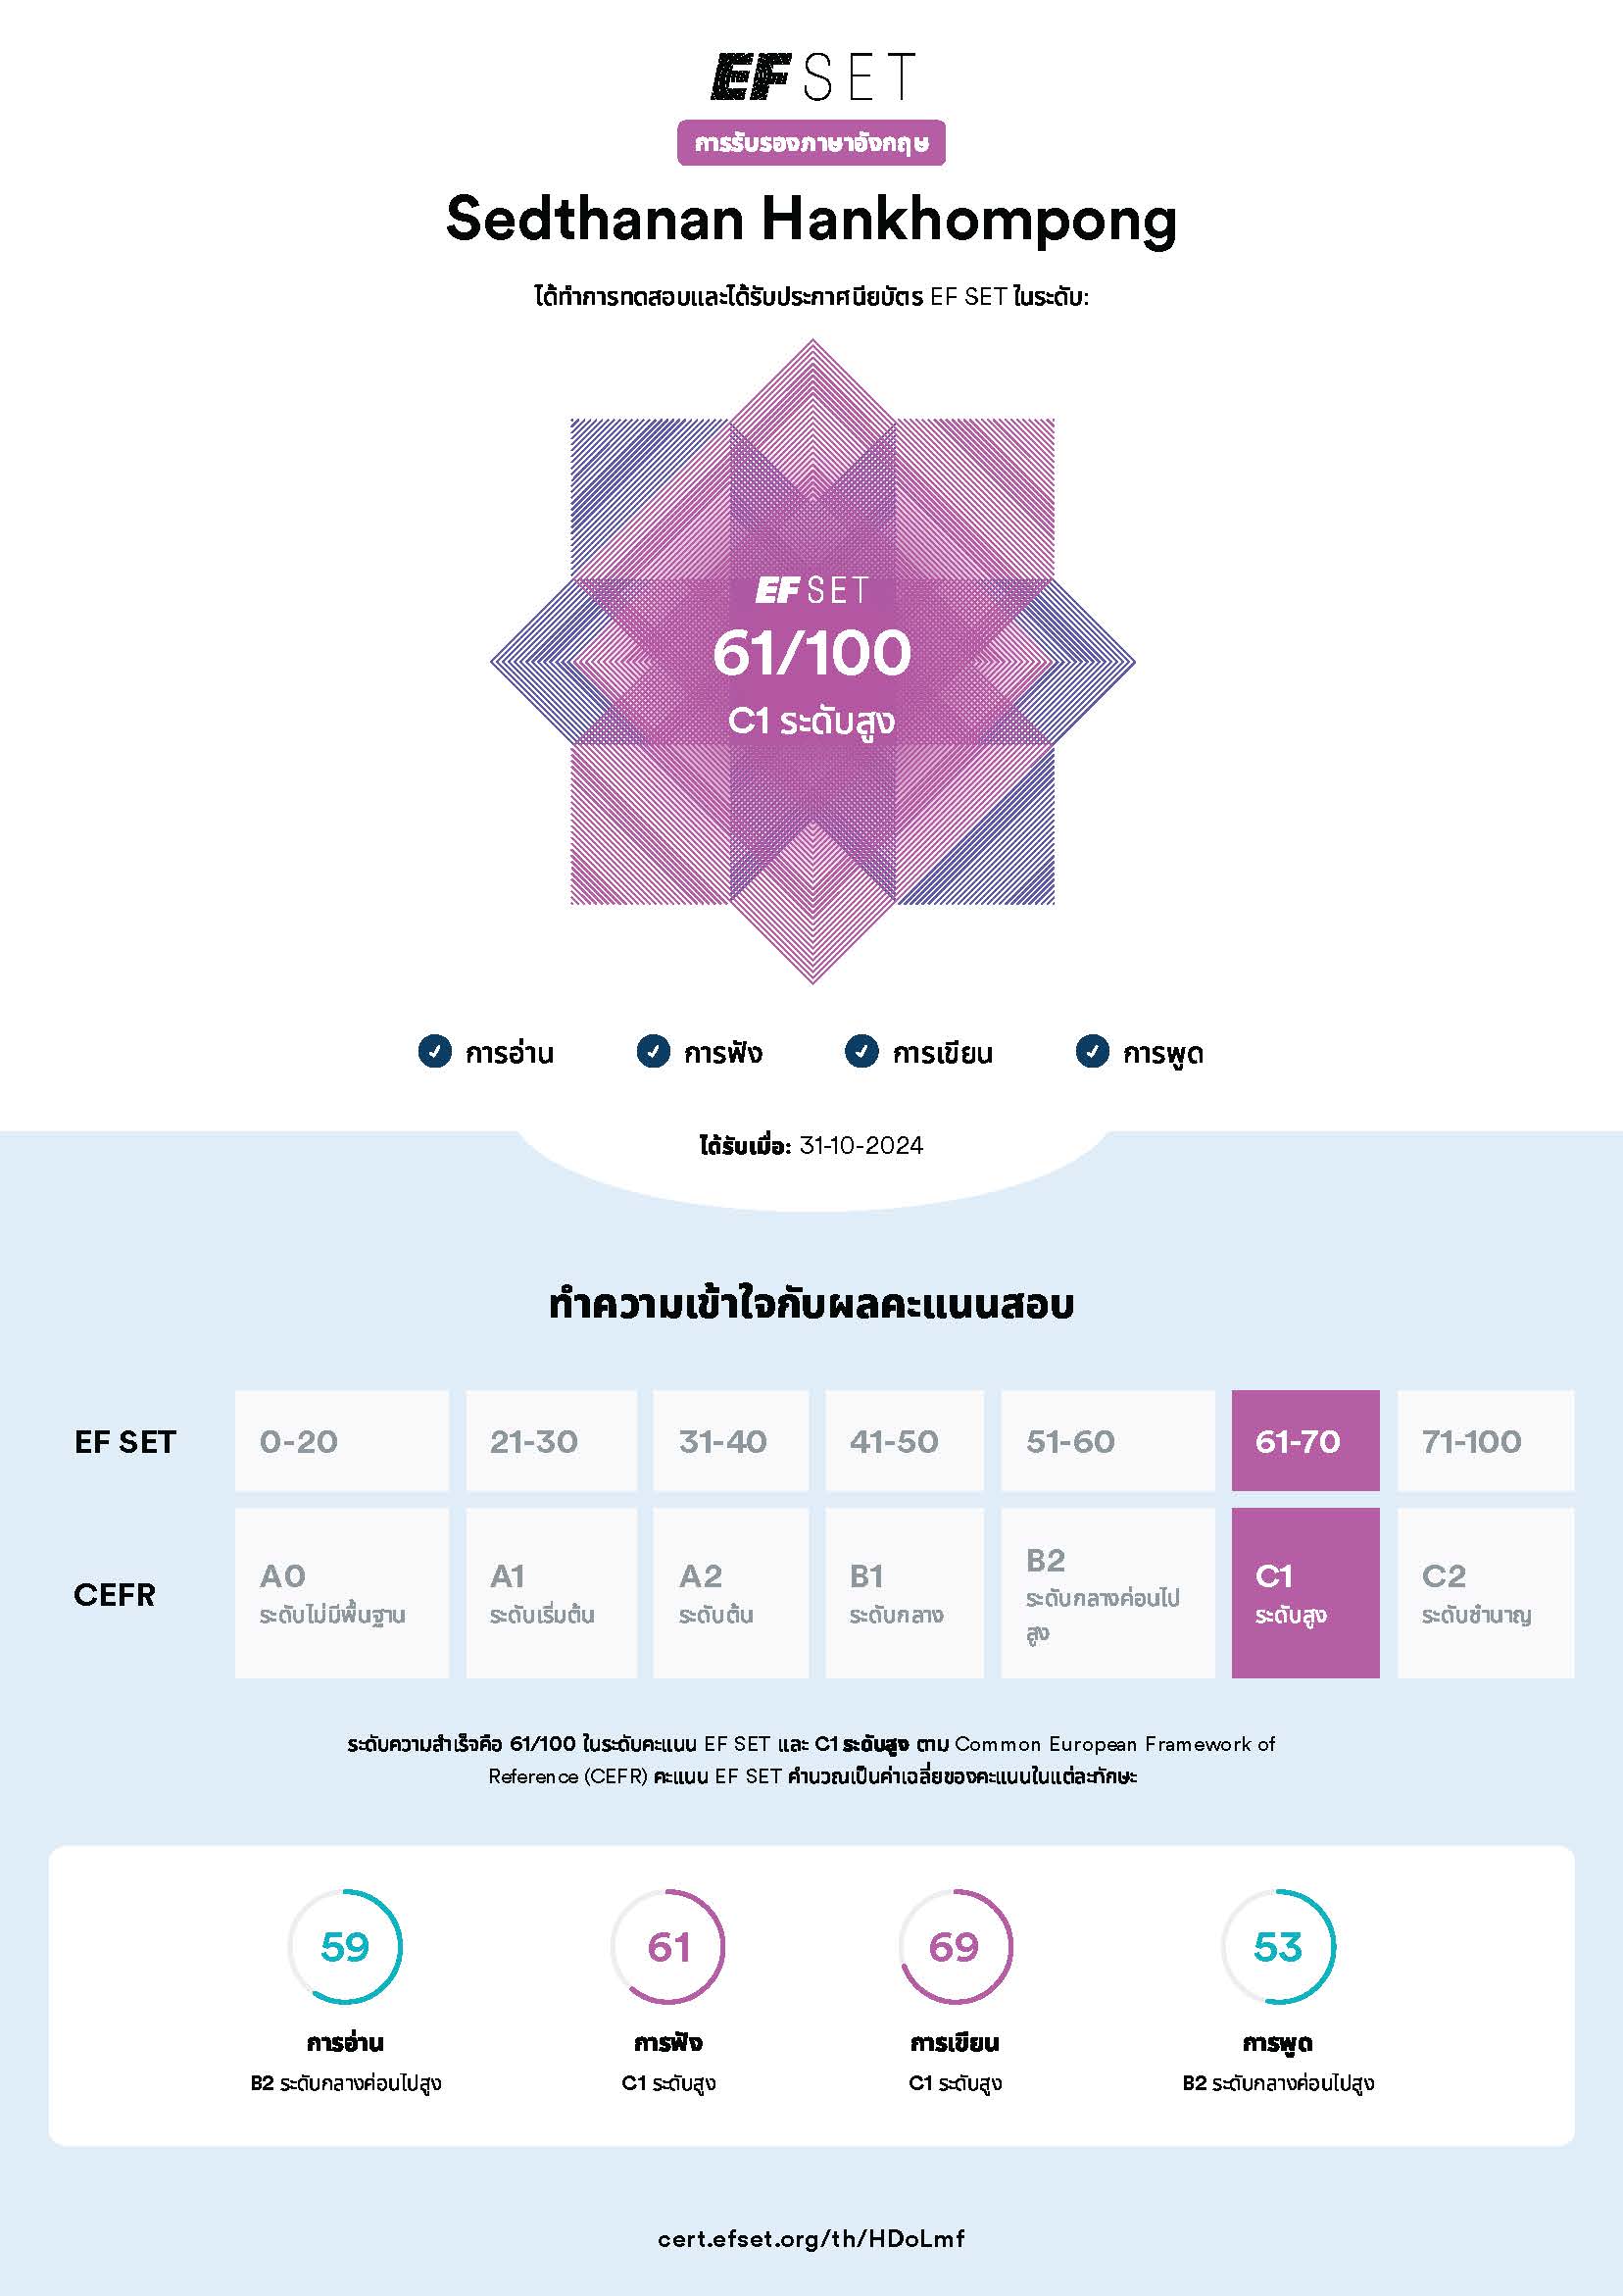 EF SET
การรับรองภาษาอังกฤษ
Sedthanan Hankhompong
ได้ทำการทดสอบและได้รับประกาศนียบัตร EF SET ในระดับ:
EF SET
61/100
C1 ระดับสูง
การอ่าน การฟัง การเขียน การพูด
ได้รับเมื่อ: 31-10-2024
ทำความเข้าใจกับผลคะแนนสอบ
EF SET 0-20 21-30 31-40 41-50 51-60 61-70 71-100
CEFR A0 A1 A2 B1 B2 C1 C2
ระดับไม่มีพื้นฐาน ระดับเริ่มต้น ระดับต้น ระดับกลาง ระดับกลางค่อนไป ระดับสูง ระดับชำนาญ
สูง
ระดับความสำเร็จคือ 61/100 ในระดับคะแนน EF SET และ C1 ระดับสูง ตาม Common European Framework of
Reference (CEFR) คะแนน EF SET คำนวณเป็นค่าเฉลี่ยของคะแนนในแต่ละทักษะ
59 61 69 53
การอ่าน การฟัง การเขียน การพูด
B2 ระดับกลางค่อนไปสูง C1 ระดับสูง C1 ระดับสูง B2 ระดับกลางค่อนไปสูง
cert.efset.org/th/HDoLmf